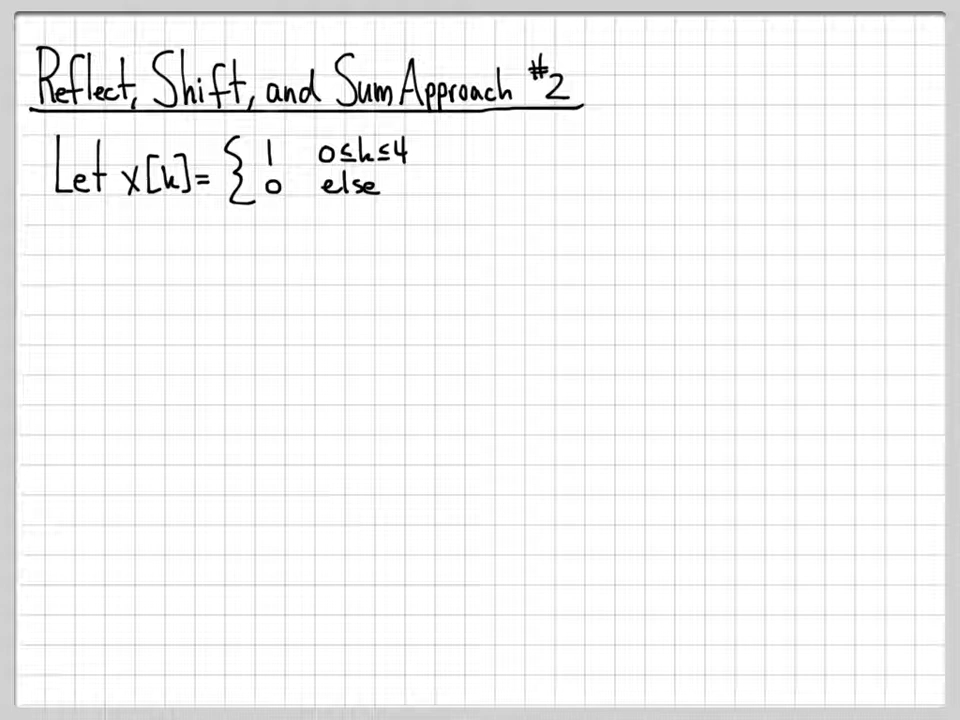 Reflect, Shift, and Sum Approach #2
Let x[k] = { 1 0≤k≤4
0 else